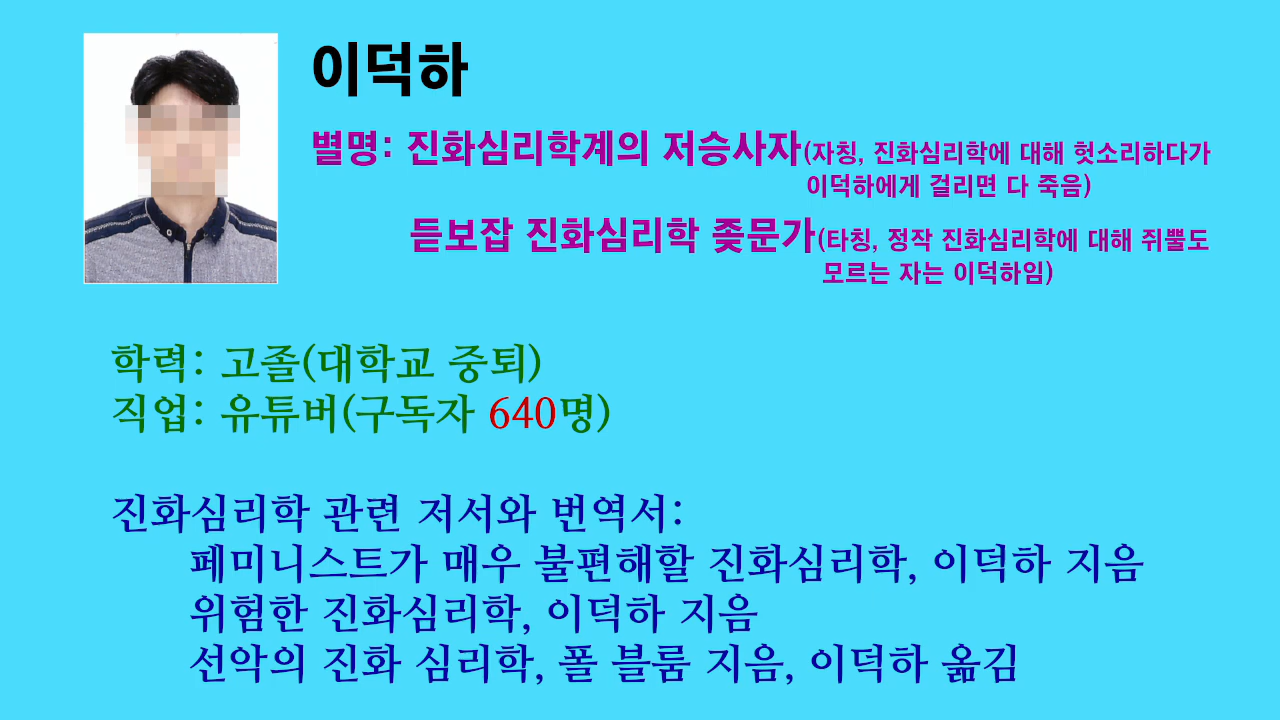 이덕하
별명: 진화심리학계의 저승사자(자칭, 진화심리학에 대해 헛소리하다가
이덕하에게 걸리면 다 죽음)
듣보잡 진화심리학 좆문가(타칭, 정작 진화심리학에 대해 쥐뿔도
모르는 자는 이덕하임)
학력: 고졸(대학교 중퇴)
직업: 유튜버(구독자 640명)
진화심리학 관련 저서와 번역서:
페미니스트가 매우 불편해할 진화심리학, 이덕하 지음
위험한 진화심리학, 이덕하 지음
선악의 진화 심리학, 폴 블룸 지음, 이덕하 옮김